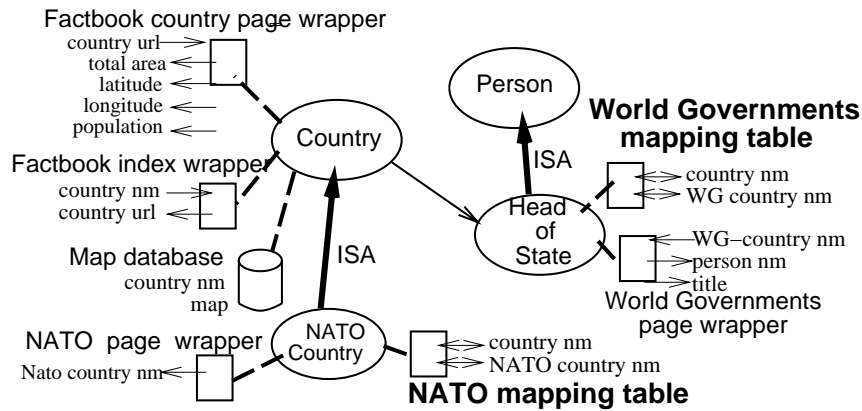 Factbook country page wrapper
country url
total area
latitude
longitude
population
Factbook index wrapper
country nm
country url
Map database
country nm
map
NATO page wrapper
Nato country nm
Country
ISA
NATO
Country
country nm
NATO country nm
NATO mapping table
Person
ISA
Head
of
State
World Governments
mapping table
country nm
WG country nm
WG−country nm
person nm
title
World Governments
page wrapper